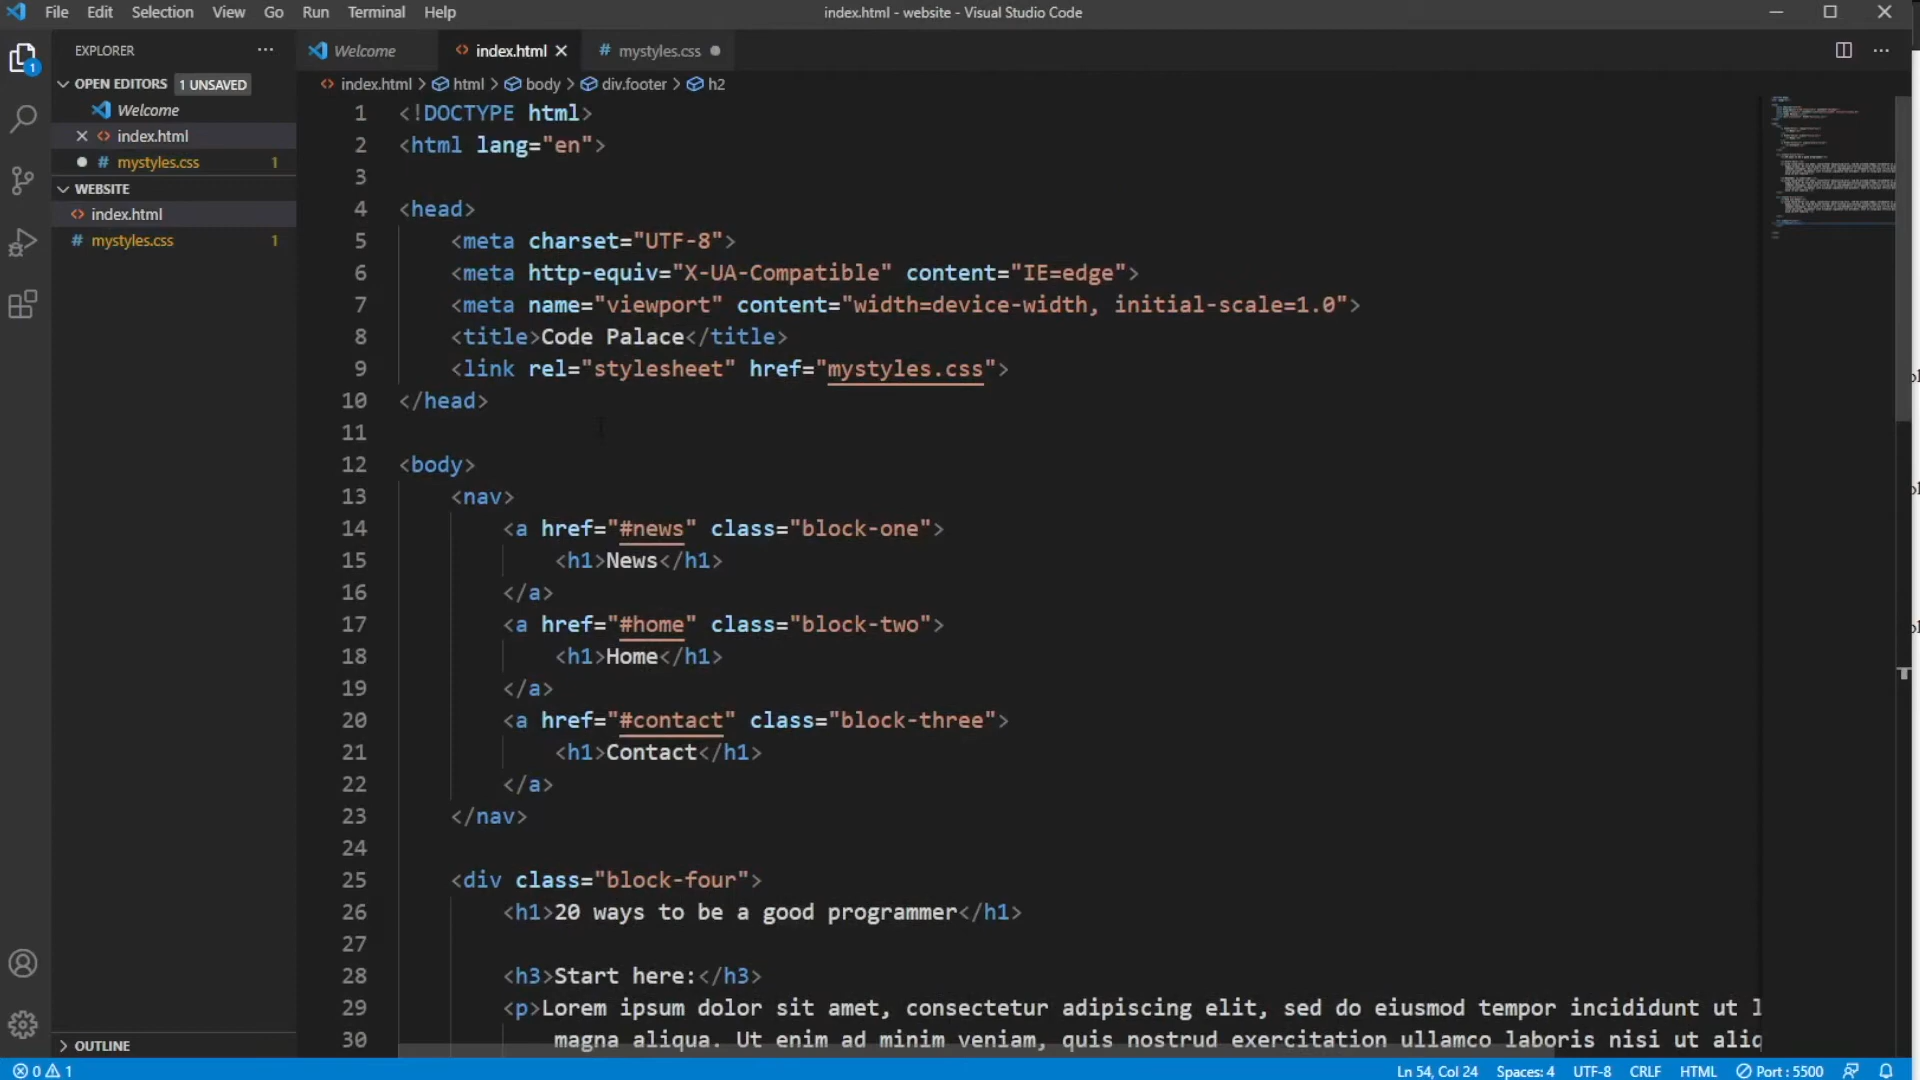 File Edit Selection View Go Run Terminal Help index.html - website - Visual Studio Code
EXPLORER
OPEN EDITORS 1 UNSAVED
Welcome
index.html
# mystyles.css 1
WEBSITE
index.html
# mystyles.css 1
OUTLINE
1
Welcome index.html # mystyles.css
index.html > html > body > div.footer > h2
1 <!DOCTYPE html>
2 <html lang="en">
3
4 <head>
5 <meta charset="UTF-8">
6 <meta http-equiv="X-UA-Compatible" content="IE=edge">
7 <meta name="viewport" content="width=device-width, initial-scale=1.0">
8 <title>Code Palace</title>
9 <link rel="stylesheet" href="mystyles.css">
10 </head>
11
12 <body>
13 <nav>
14 <a href="#news" class="block-one">
15 <h1>News</h1>
16 </a>
17 <a href="#home" class="block-two">
18 <h1>Home</h1>
19 </a>
20 <a href="#contact" class="block-three">
21 <h1>Contact</h1>
22 </a>
23 </nav>
24
25 <div class="block-four">
26 <h1>20 ways to be a good programmer</h1>
27
28 <h3>Start here:</h3>
29 <p>Lorem ipsum dolor sit amet, consectetur adipiscing elit, sed do eiusmod tempor incididunt ut l
30 magna aliqua. Ut enim ad minim veniam, quis nostrud exercitation ullamco laboris nisi ut aliq
0 1 Ln 54, Col 24 Spaces: 4 UTF-8 CRLF HTML Port : 5500